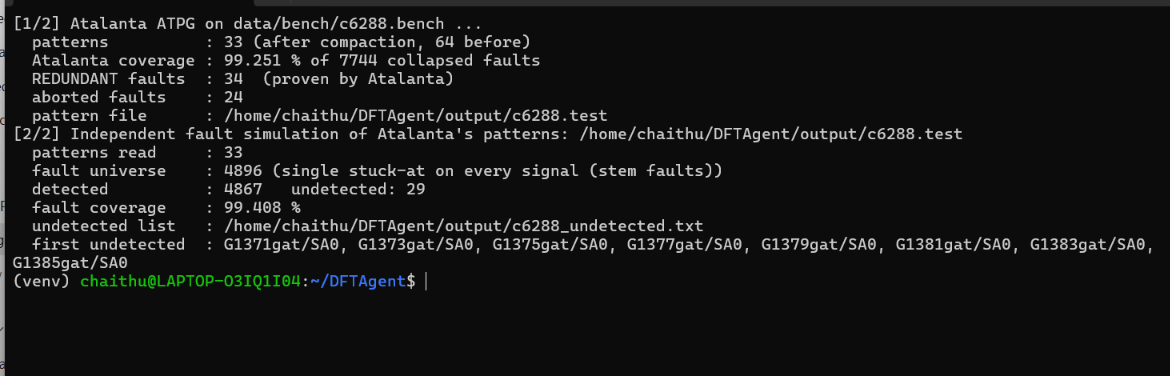 [1/2] Atalanta ATPG on data/bench/c6288.bench ...
patterns : 33 (after compaction, 64 before)
Atalanta coverage : 99.251 % of 7744 collapsed faults
REDUNDANT faults : 34 (proven by Atalanta)
aborted faults : 24
pattern file : /home/chaithu/DFTAgent/output/c6288.test
[2/2] Independent fault simulation of Atalanta's patterns: /home/chaithu/DFTAgent/output/c6288.test
patterns read : 33
fault universe : 4896 (single stuck-at on every signal (stem faults))
detected : 4867 undetected: 29
fault coverage : 99.408 %
undetected list : /home/chaithu/DFTAgent/output/c6288_undetected.txt
first undetected : G1371gat/SA0, G1373gat/SA0, G1375gat/SA0, G1377gat/SA0, G1379gat/SA0, G1381gat/SA0, G1383gat/SA0,
G1385gat/SA0
(venv) chaithu@LAPTOP-O3IQ1I04:~/DFTAgent$